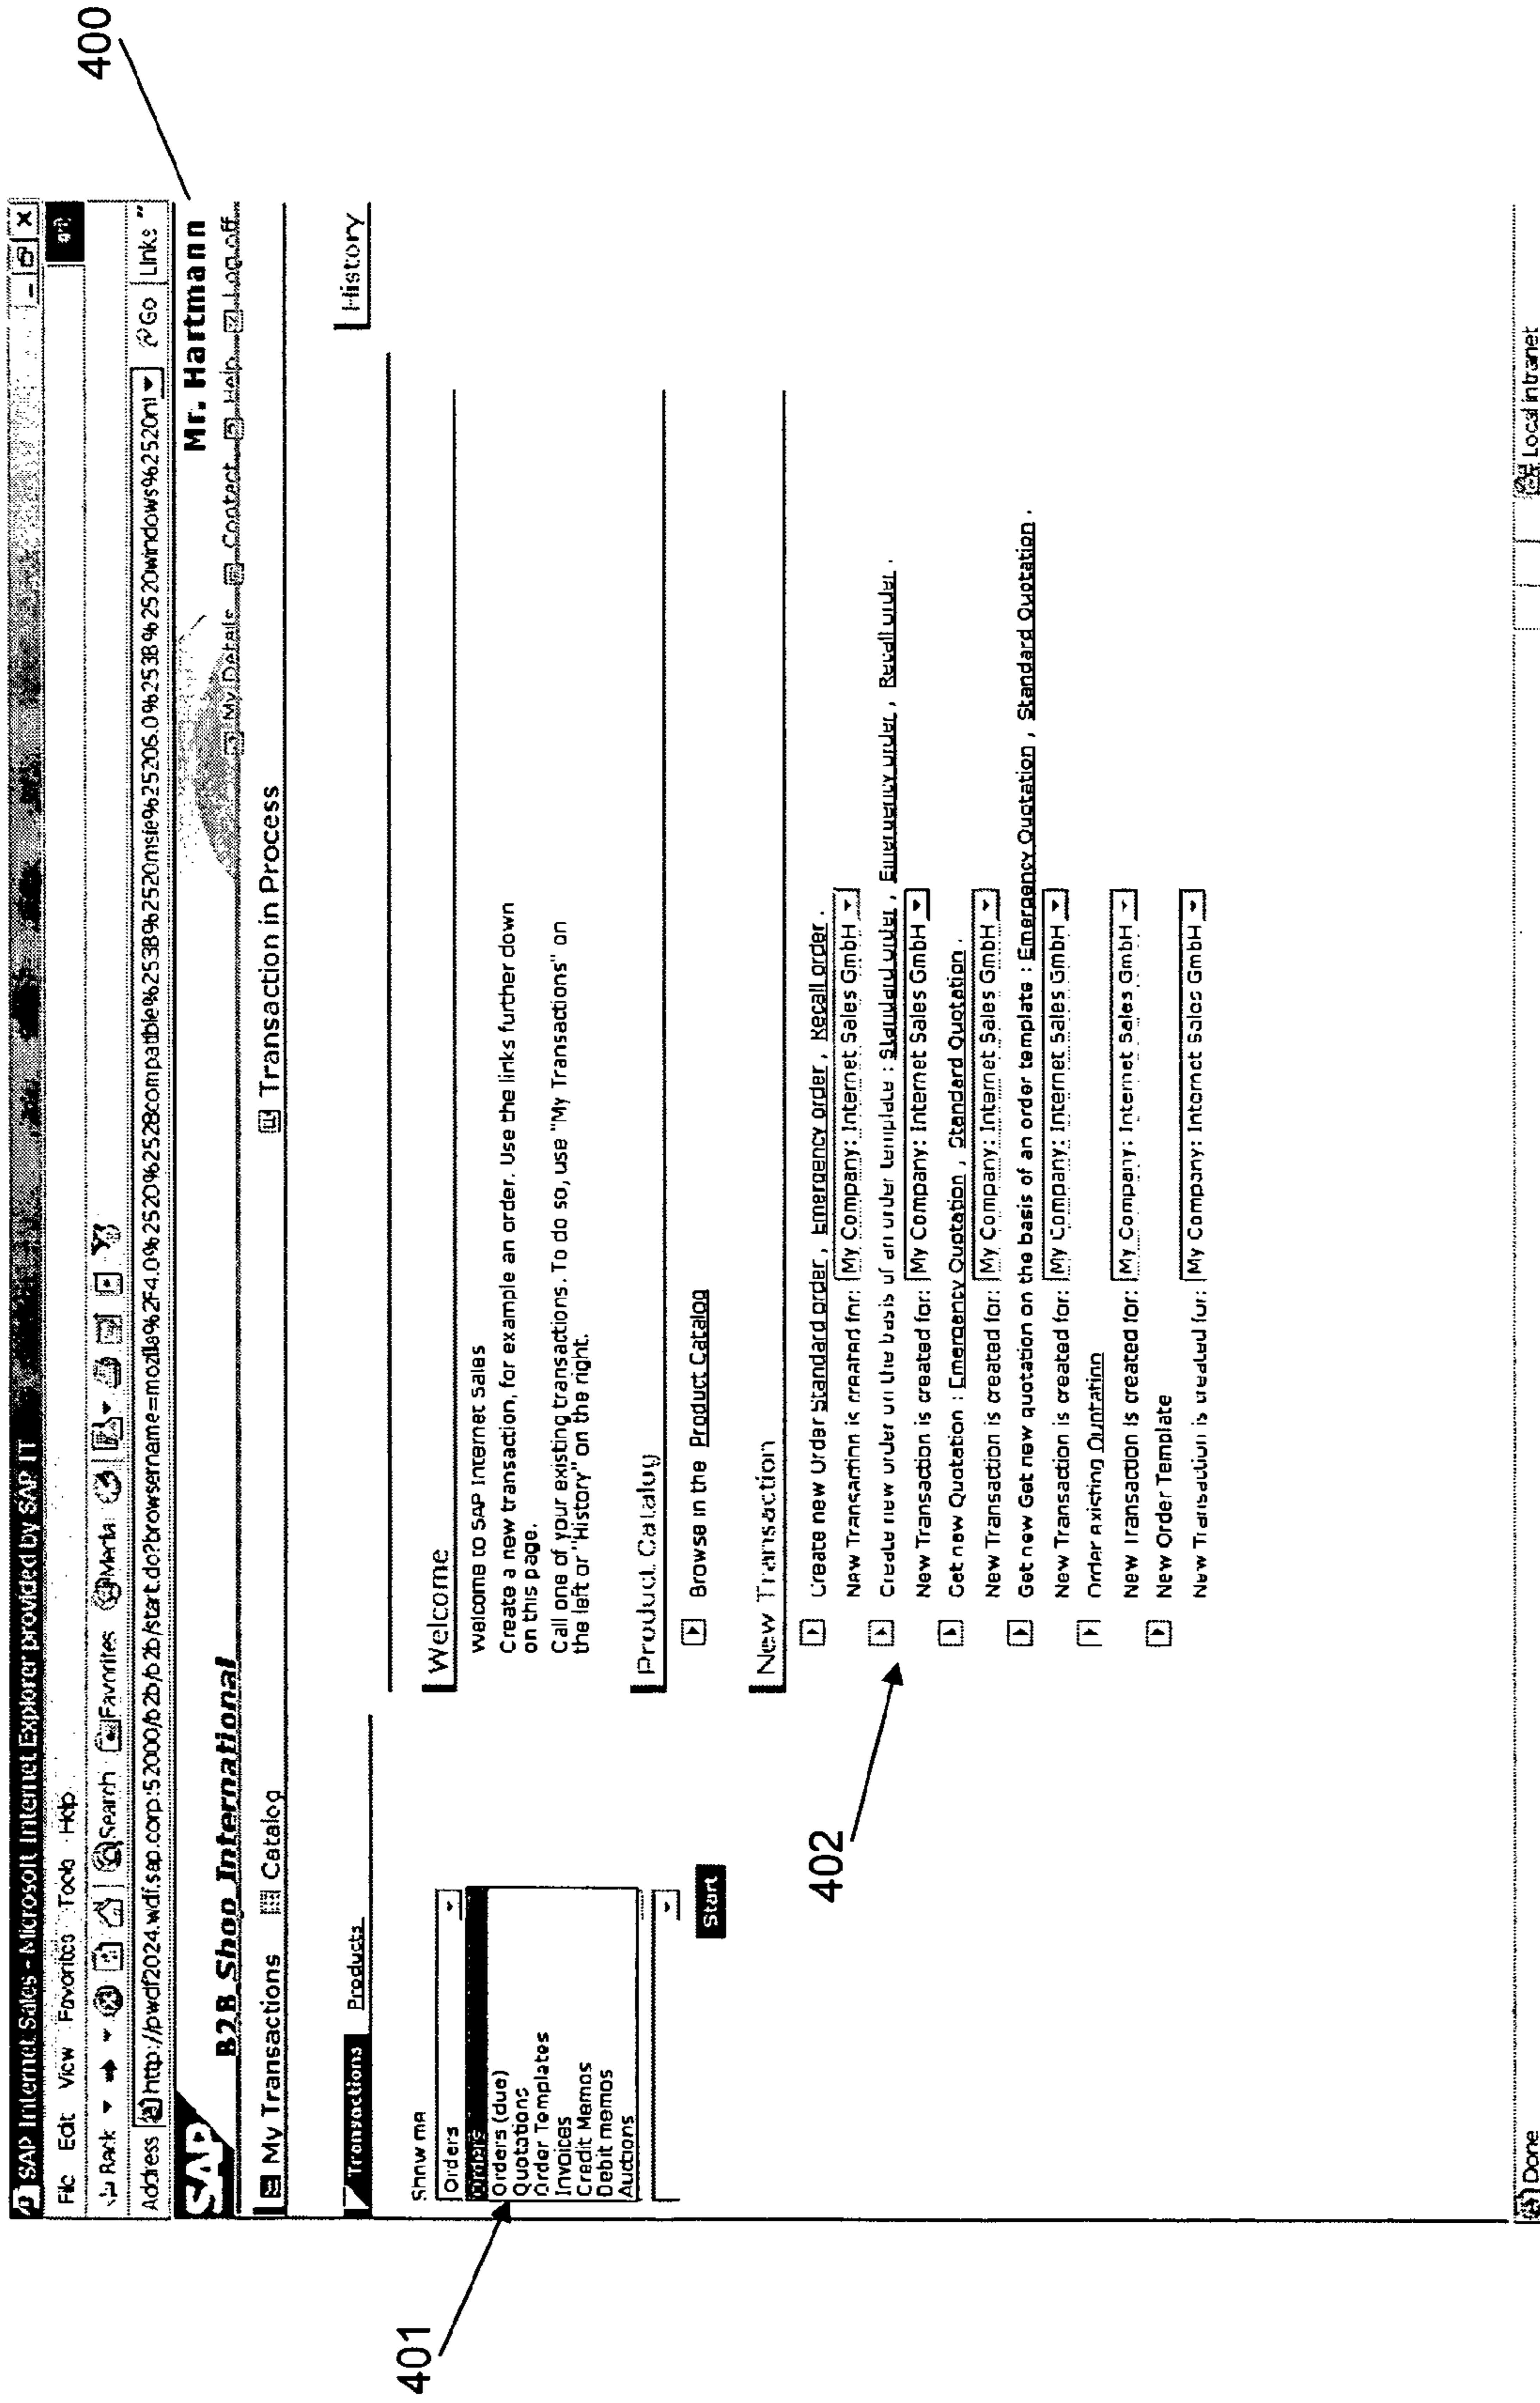 400
SAP Internet Sales - Microsoft Internet Explorer provided by SAP IT
File Edit View Favorites Tools Help
Back Search Favorites Media
Address http://pwdf2024.wdf.sap.corp:52000/b2b/b2b/start.do?browsername=mozilla%2F4.0%2520%2528compatible%253B%2520msie%25206.0%253B%2520windows%2520nt Go Links "
SAP
B2B Shop International
Mr. Hartmann
My Details Contact Help Log off
My Transactions Catalog Transaction in Process
Transactions Products
History
Show me
Orders
Orders
Orders (due)
Quotations
Order Templates
Invoices
Credit Memos
Debit memos
Auctions
Start
401
Welcome
Welcome to SAP Internet Sales
Create a new transaction, for example an order. Use the links further down
on this page.
Call one of your existing transactions. To do so, use "My Transactions" on
the left or "History" on the right.
Product Catalog
Browse in the Product Catalog
New Transaction
Create new Order Standard order , Emergency order , Recall order .
New Transaction is created for: My Company: Internet Sales GmbH
Create new order on the basis of an order template : Standard order , Emergency order , Recall order .
New Transaction is created for: My Company: Internet Sales GmbH
Get new Quotation : Emergency Quotation , Standard Quotation .
New Transaction is created for: My Company: Internet Sales GmbH
Get new Get new quotation on the basis of an order template : Emergency Quotation , Standard Quotation .
New Transaction is created for: My Company: Internet Sales GmbH
Order existing Quotation
New Transaction is created for: My Company: Internet Sales GmbH
New Order Template
New Transaction is created for: My Company: Internet Sales GmbH
402
Done
Local intranet